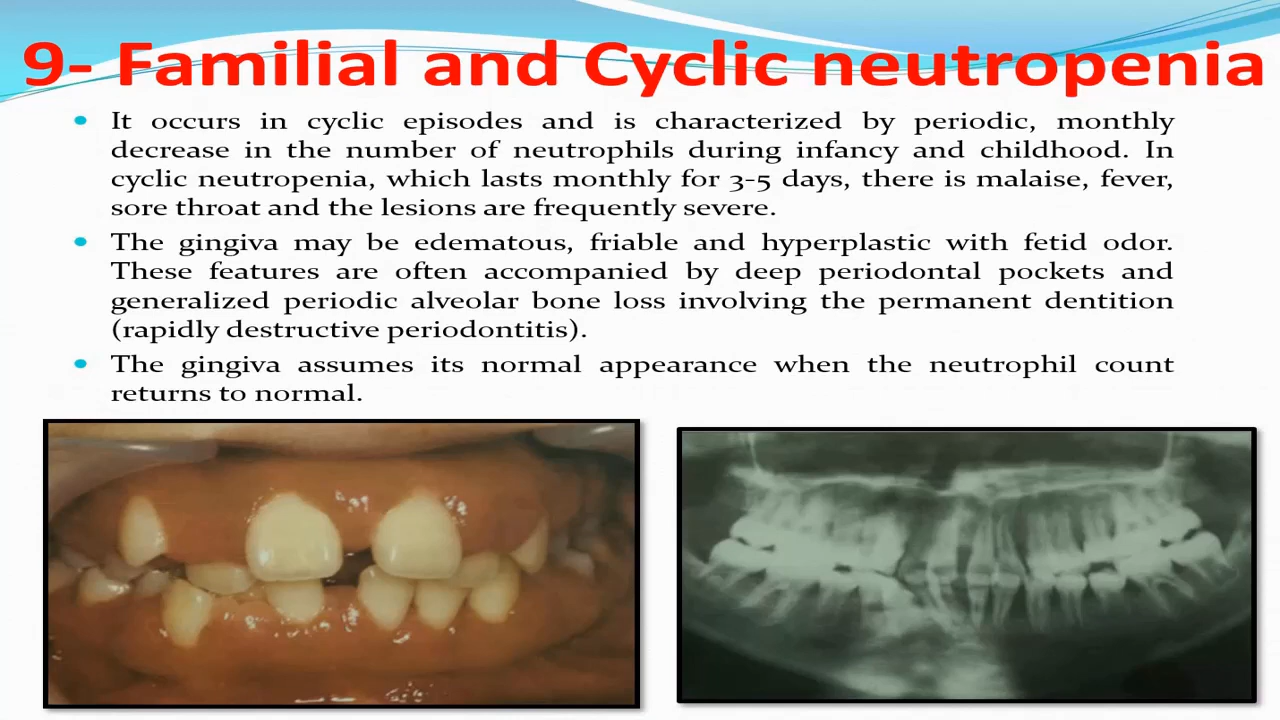 9- Familial and Cyclic neutropenia
• It occurs in cyclic episodes and is characterized by periodic, monthly
decrease in the number of neutrophils during infancy and childhood. In
cyclic neutropenia, which lasts monthly for 3-5 days, there is malaise, fever,
sore throat and the lesions are frequently severe.
• The gingiva may be edematous, friable and hyperplastic with fetid odor.
These features are often accompanied by deep periodontal pockets and
generalized periodic alveolar bone loss involving the permanent dentition
(rapidly destructive periodontitis).
• The gingiva assumes its normal appearance when the neutrophil count
returns to normal.